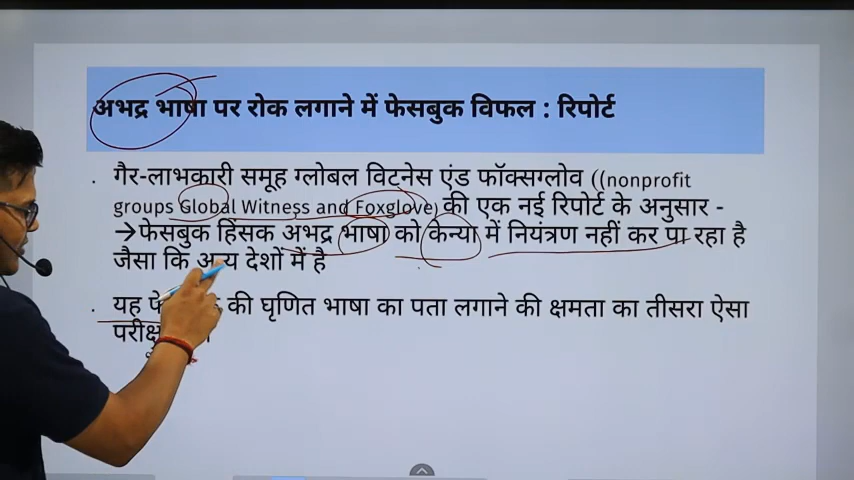 अभद्र भाषा पर रोक लगाने में फेसबुक विफल : रिपोर्ट
. गैर-लाभकारी समूह ग्लोबल विटनेस एंड फॉक्सग्लोव ((nonprofit
groups Global Witness and Foxglove) की एक नई रिपोर्ट के अनुसार -
→फेसबुक हिंसक अभद्र भाषा को केन्या में नियंत्रण नहीं कर पा रहा है
जैसा कि अन्य देशों में है
. यह की घृणित भाषा का पता लगाने की क्षमता का तीसरा ऐसा